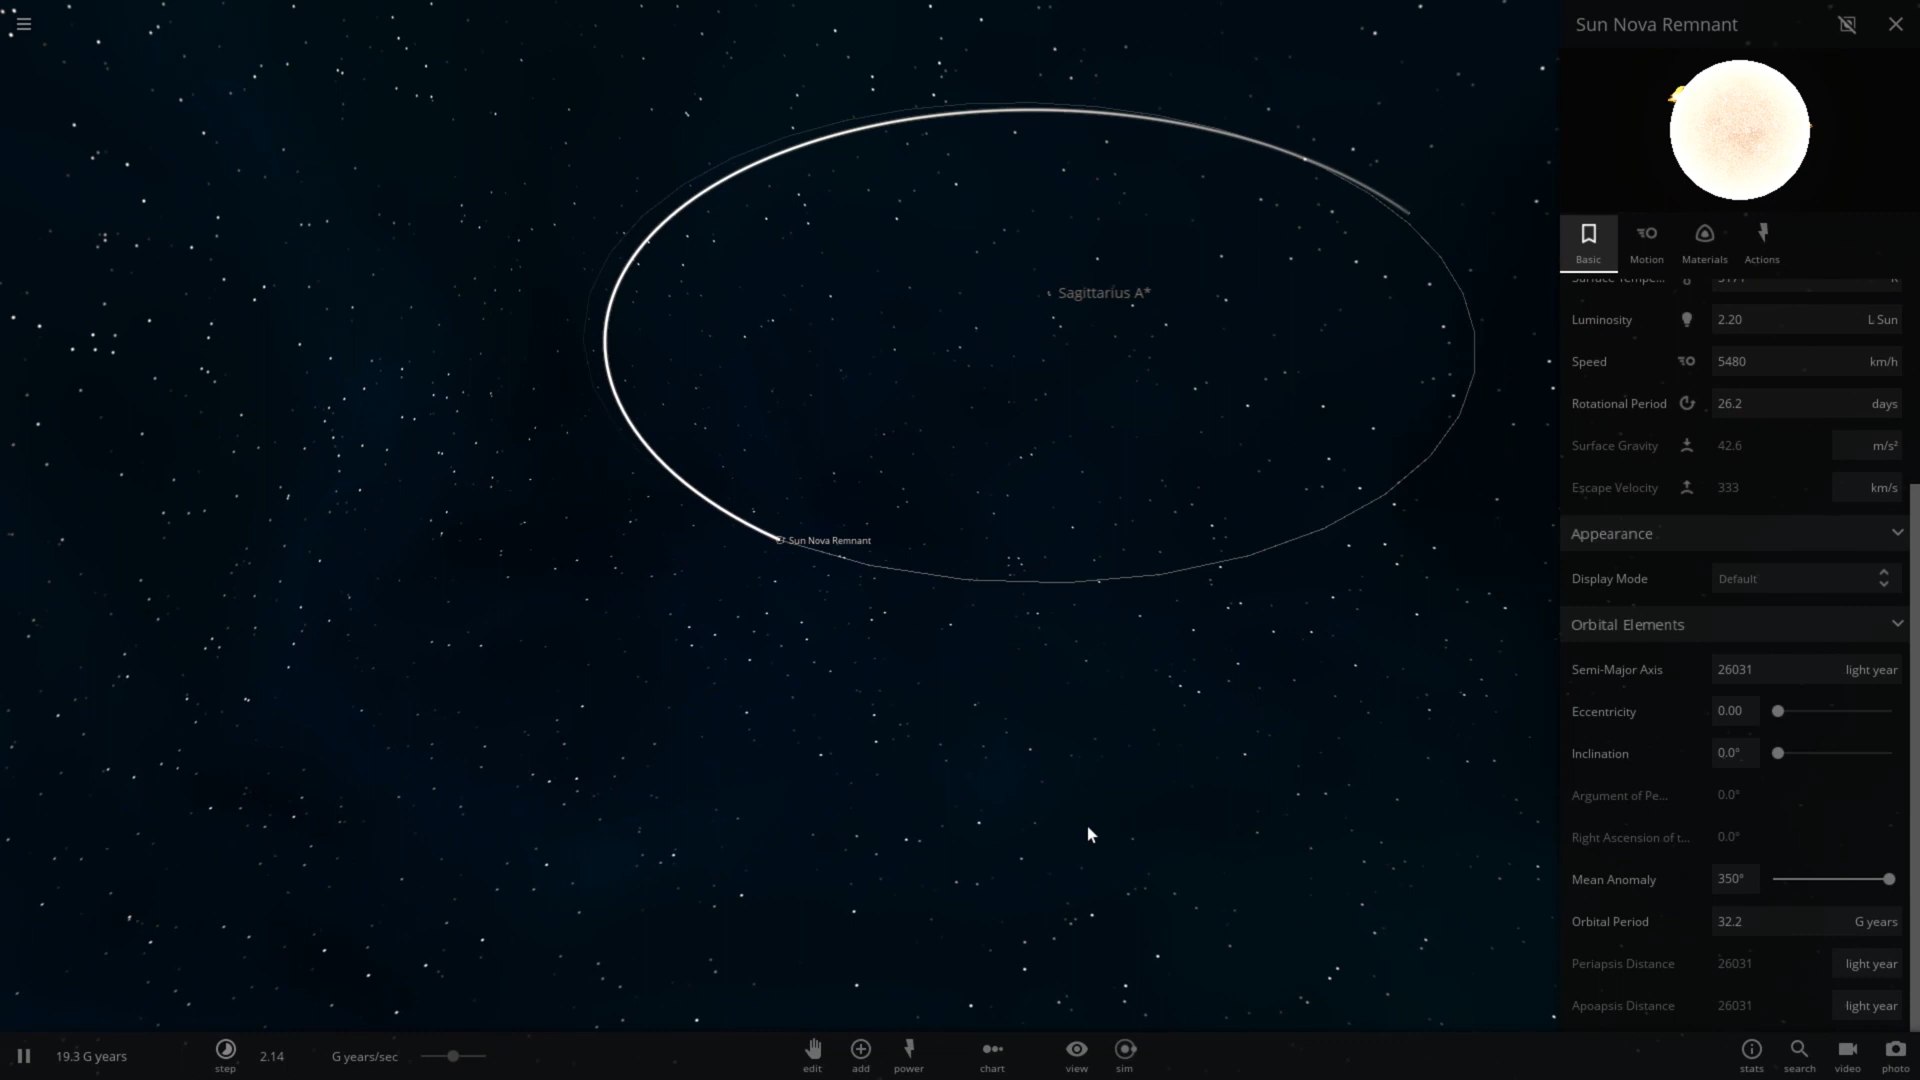 Sun Nova Remnant
Basic
Motion
Materials
Actions
Luminosity 2.20 L Sun
Speed 5480 km/h
Rotational Period 26.2 days
Surface Gravity 42.6 m/s²
Escape Velocity 333 km/s
Appearance
Display Mode Default
Orbital Elements
Semi-Major Axis 26031 light year
Eccentricity 0.00
Inclination 0.0°
Argument of Pe... 0.0°
Right Ascension of t... 0.0°
Mean Anomaly 350°
Orbital Period 32.2 G years
Periapsis Distance 26031 light year
Apoapsis Distance 26031 light year
Sagittarius A*
Sun Nova Remnant
19.3 G years
step
2.14 G years/sec
edit
add
power
chart
view
sim
stats
search
video
photo